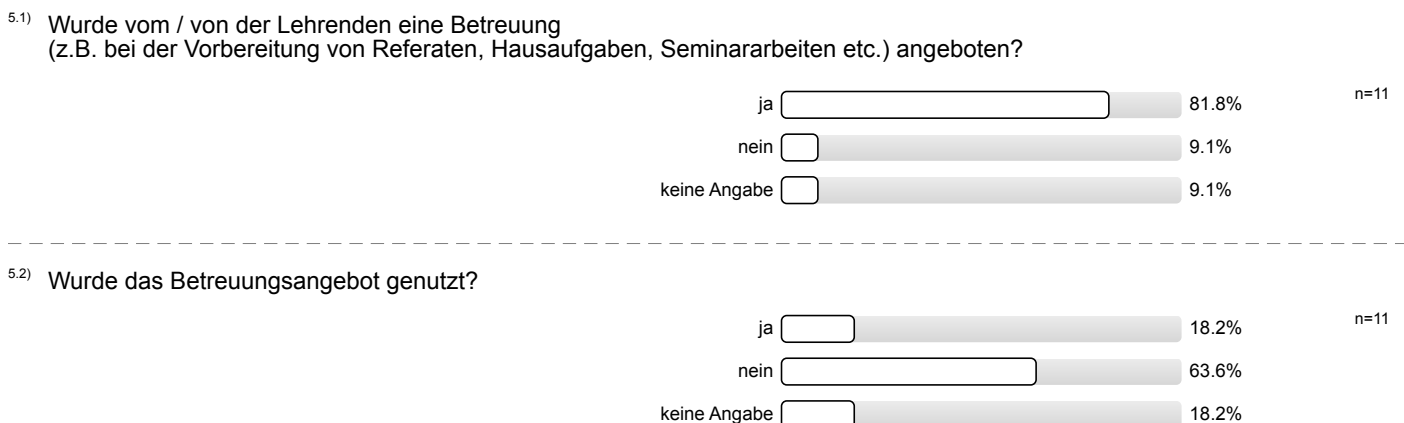 5.1) Wurde vom / von der Lehrenden eine Betreuung
(z.B. bei der Vorbereitung von Referaten, Hausaufgaben, Seminararbeiten etc.) angeboten?
ja 81.8% n=11
nein 9.1%
keine Angabe 9.1%
5.2) Wurde das Betreuungsangebot genutzt?
ja 18.2% n=11
nein 63.6%
keine Angabe 18.2%